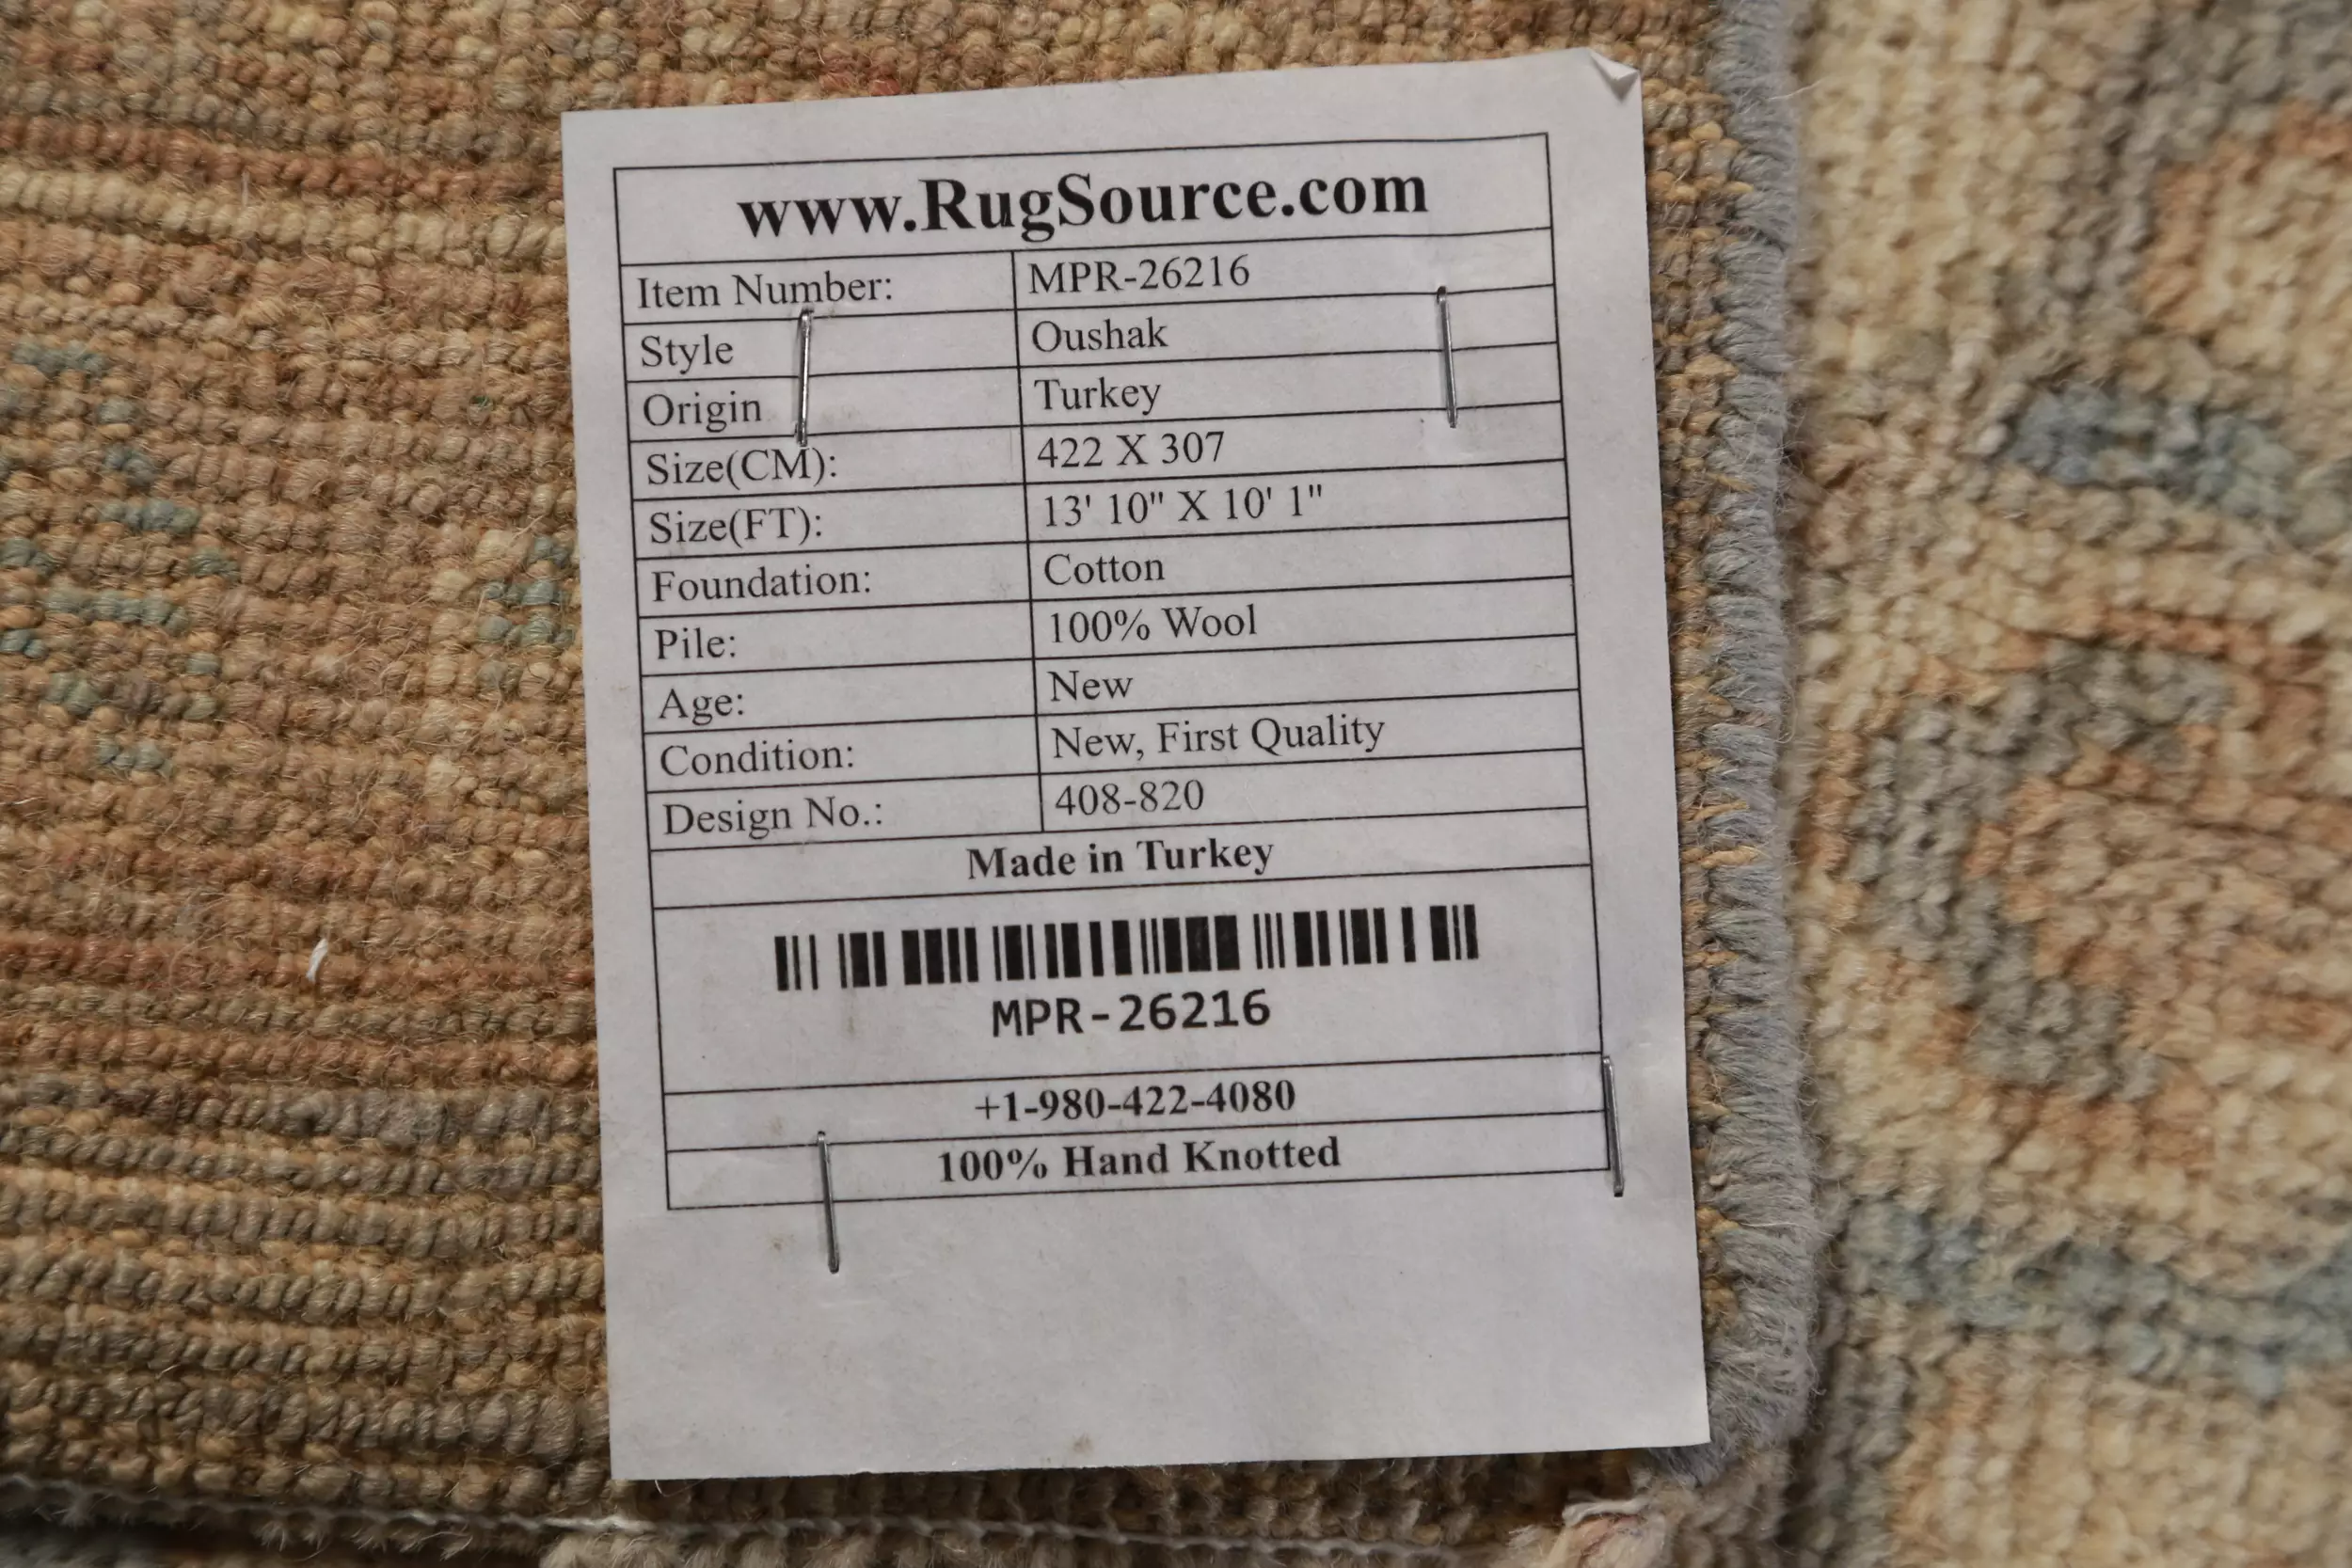 www.RugSource.com
Item Number: MPR-26216
Style Oushak
Origin Turkey
Size(CM): 422 X 307
Size(FT): 13' 10" X 10' 1"
Foundation: Cotton
Pile: 100% Wool
Age: New
Condition: New, First Quality
Design No.: 408-820
Made in Turkey
MPR-26216
+1-980-422-4080
100% Hand Knotted